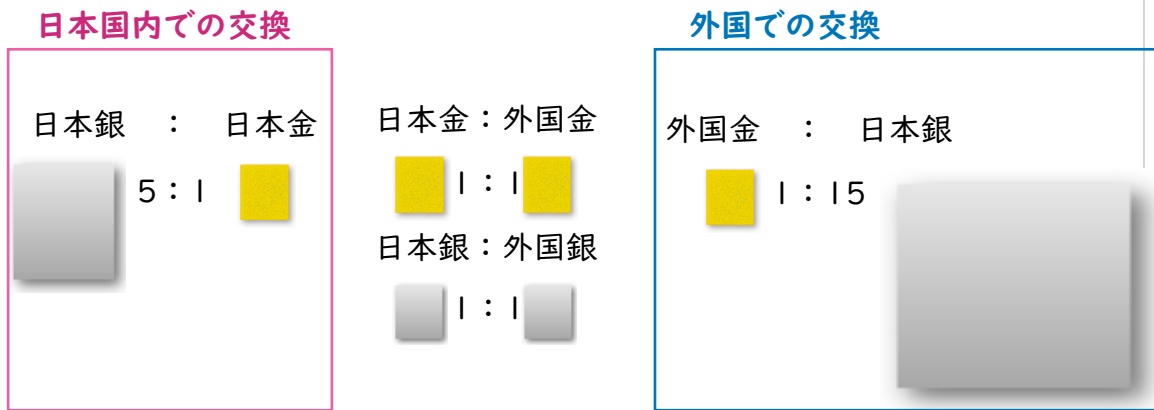 日本国内での交換
日本銀 : 日本金
5:1
日本金:外国金
1:1
日本銀:外国銀
1:1
外国での交換
外国金 : 日本銀
1:15